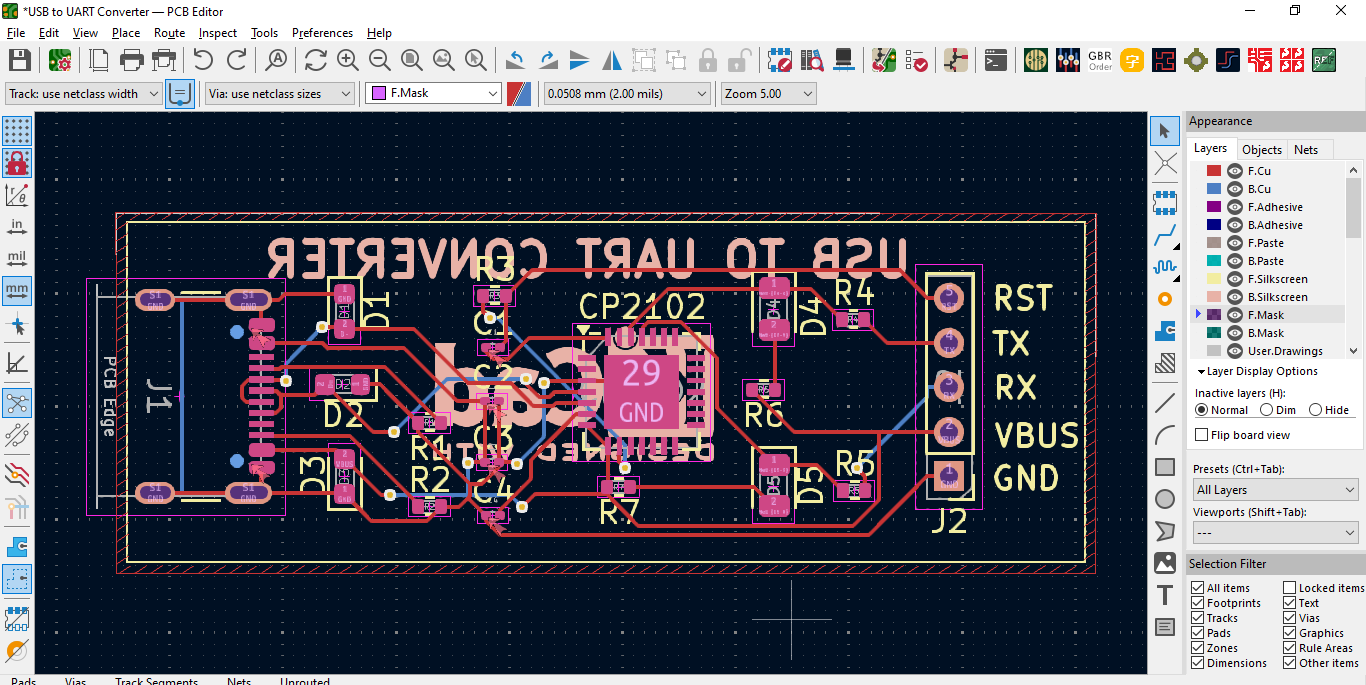 *USB to UART Converter — PCB Editor
File Edit View Place Route Inspect Tools Preferences Help
GBR
Order
Track: use netclass width
Via: use netclass sizes
F.Mask
0.0508 mm (2.00 mils)
Zoom 5.00
in
mil
mm
USB TO UART CONVERTER
R3
CP2102
D1
C1
D4
R4
RST
TX
RX
VBUS
GND
J1
PCB Edge
D2
C2
29
GND
R6
R1
C3
R2
D3
C4
R7
D5
R5
J2
Appearance
Layers Objects Nets
F.Cu
B.Cu
F.Adhesive
B.Adhesive
F.Paste
B.Paste
F.Silkscreen
B.Silkscreen
F.Mask
B.Mask
User.Drawings
Layer Display Options
Inactive layers (H):
Normal Dim Hide
Flip board view
Presets (Ctrl+Tab):
All Layers
Viewports (Shift+Tab):
---
Selection Filter
All items Locked items
Footprints Text
Tracks Vias
Pads Graphics
Zones Rule Areas
Dimensions Other items
Pads Vias Track Segments Nets Unrouted